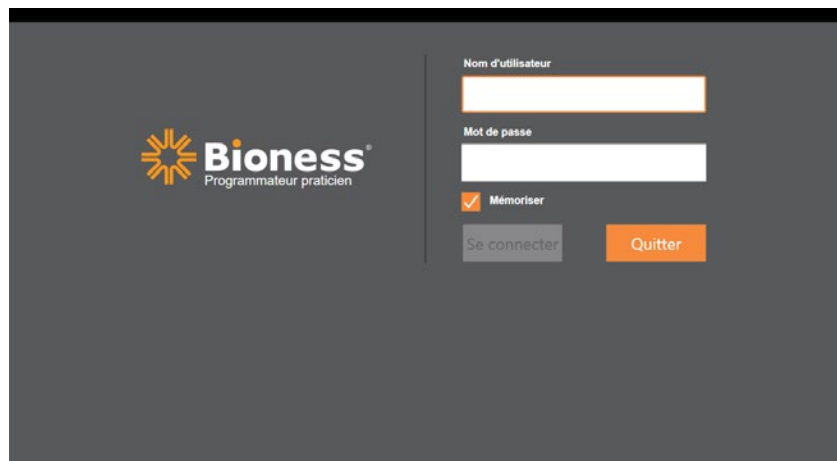 Bioness®
Programmateur praticien
Nom d'utilisateur
Mot de passe
Mémoriser
Se connecter
Quitter